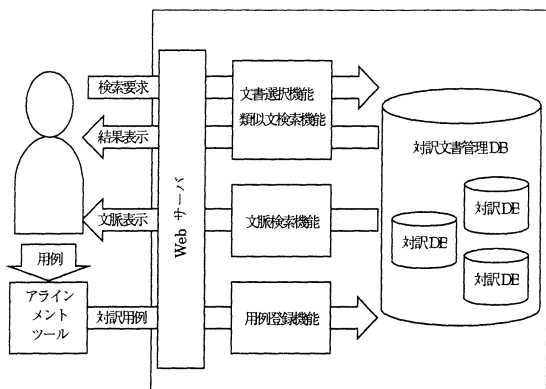 検索要求
結果表示
文脈表示
用例
アライン
メント
ツール
対訳用例
Web サーバ
文書選択機能
類似文検索機能
文脈検索機能
用例登録機能
対訳文書管理DB
対訳DB
対訳DB
対訳DB